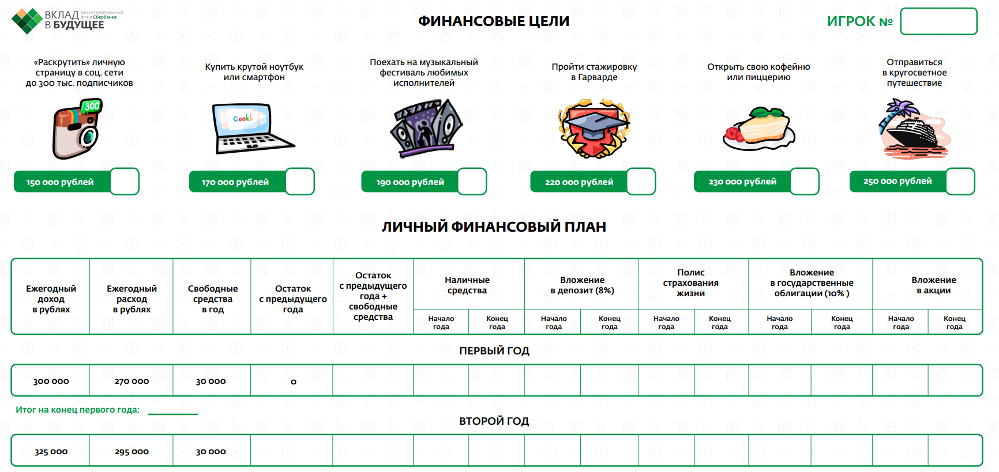 ВКЛАД
В БУДУЩЕЕ
Благотворительный
фонд Сбербанка
ФИНАНСОВЫЕ ЦЕЛИ
ИГРОК №
«Раскрутить» личную
страницу в соц. сети
до 300 тыс. подписчиков
Купить крутой ноутбук
или смартфон
Поехать на музыкальный
фестиваль любимых
исполнителей
Пройти стажировку
в Гарварде
Открыть свою кофейню
или пиццерию
Отправиться
в кругосветное
путешествие
300
Cookl
150 000 рублей
170 000 рублей
190 000 рублей
220 000 рублей
230 000 рублей
250 000 рублей
ЛИЧНЫЙ ФИНАНСОВЫЙ ПЛАН
Ежегодный
доход
в рублях
Ежегодный
расход
в рублях
Свободные
средства
в год
Остаток
с предыдущего
года
Остаток
с предыдущего
года +
свободные
средства
Наличные
средства
Вложение
в депозит (8%)
Полис
страхования
жизни
Вложение
в государственные
облигации (10% )
Вложение
в акции
Начало
года
Конец
года
Начало
года
Конец
года
Начало
года
Конец
года
Начало
года
Конец
года
Начало
года
Конец
года
ПЕРВЫЙ ГОД
300 000
270 000
30 000
0
Итог на конец первого года:
ВТОРОЙ ГОД
325 000
295 000
30 000